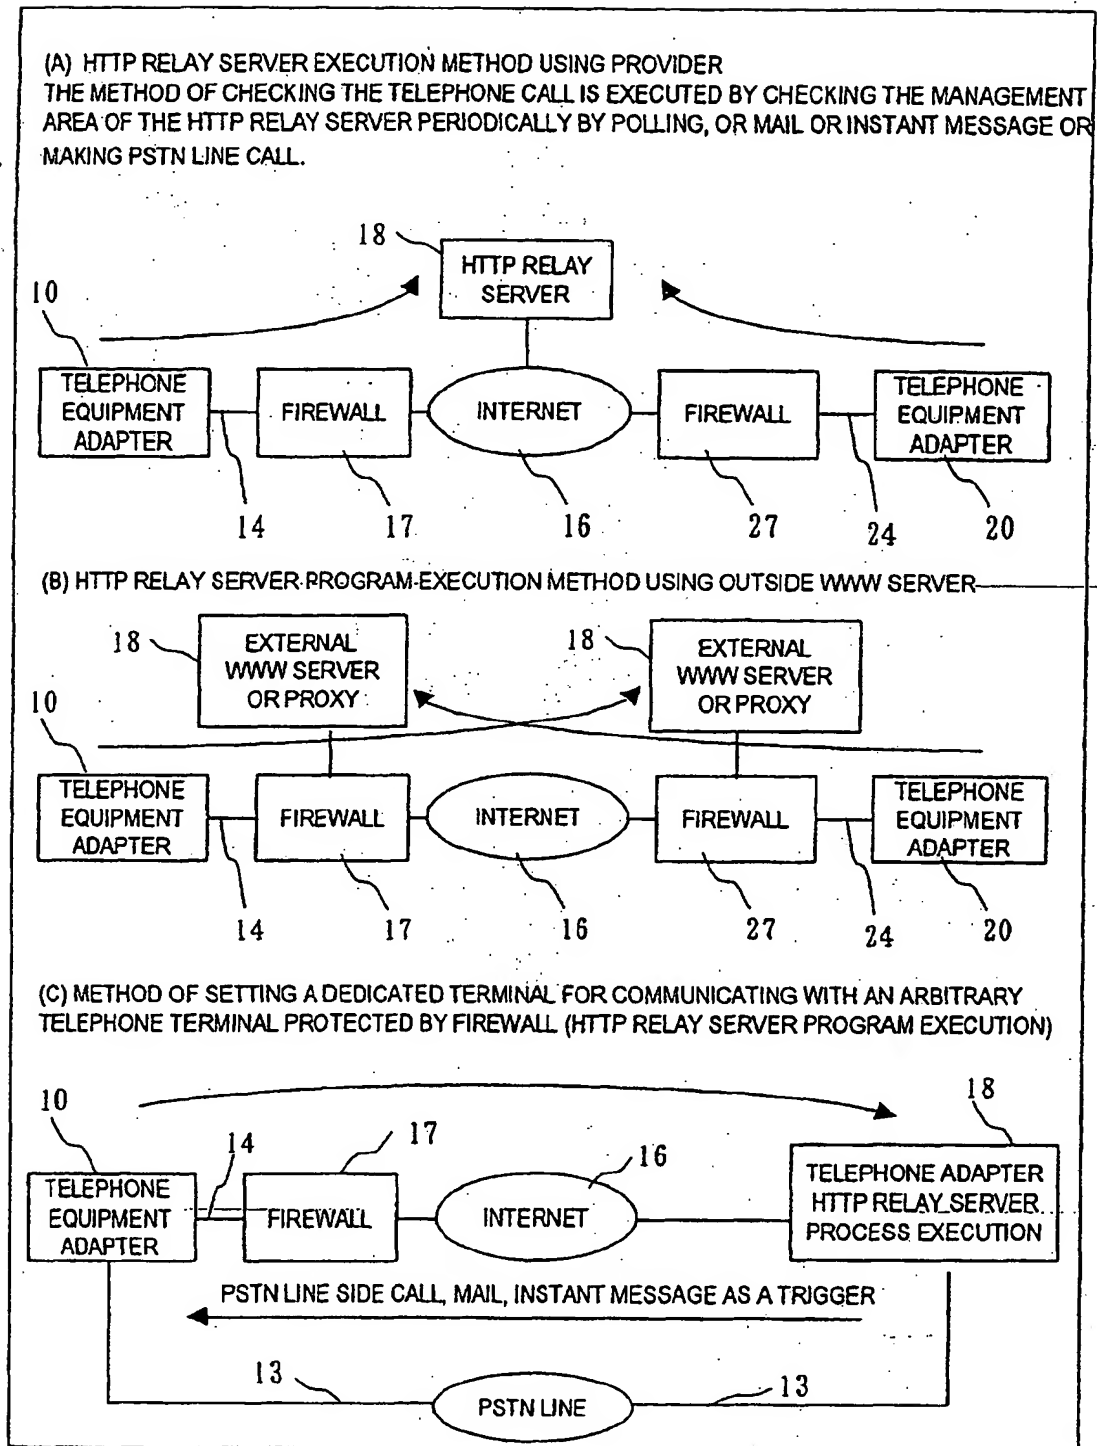 (A) HTTP RELAY SERVER EXECUTION METHOD USING PROVIDER
THE METHOD OF CHECKING THE TELEPHONE CALL IS EXECUTED BY CHECKING THE MANAGEMENT
AREA OF THE HTTP RELAY SERVER PERIODICALLY BY POLLING, OR MAIL OR INSTANT MESSAGE OR
MAKING PSTN LINE CALL.
18
HTTP RELAY
SERVER
10
TELEPHONE
EQUIPMENT
ADAPTER
FIREWALL
INTERNET
FIREWALL
TELEPHONE
EQUIPMENT
ADAPTER
14
17
16
27
24
20
(B) HTTP RELAY SERVER PROGRAM EXECUTION METHOD USING OUTSIDE WWW SERVER
18
EXTERNAL
WWW SERVER
OR PROXY
18
EXTERNAL
WWW SERVER
OR PROXY
10
TELEPHONE
EQUIPMENT
ADAPTER
FIREWALL
INTERNET
FIREWALL
TELEPHONE
EQUIPMENT
ADAPTER
14
17
16
27
24
20
(C) METHOD OF SETTING A DEDICATED TERMINAL FOR COMMUNICATING WITH AN ARBITRARY
TELEPHONE TERMINAL PROTECTED BY FIREWALL (HTTP RELAY SERVER PROGRAM EXECUTION)
10
14
17
16
18
TELEPHONE
EQUIPMENT
ADAPTER
FIREWALL
INTERNET
TELEPHONE ADAPTER
HTTP RELAY SERVER
PROCESS EXECUTION
PSTN LINE SIDE CALL, MAIL, INSTANT MESSAGE AS A TRIGGER
13
PSTN LINE
13